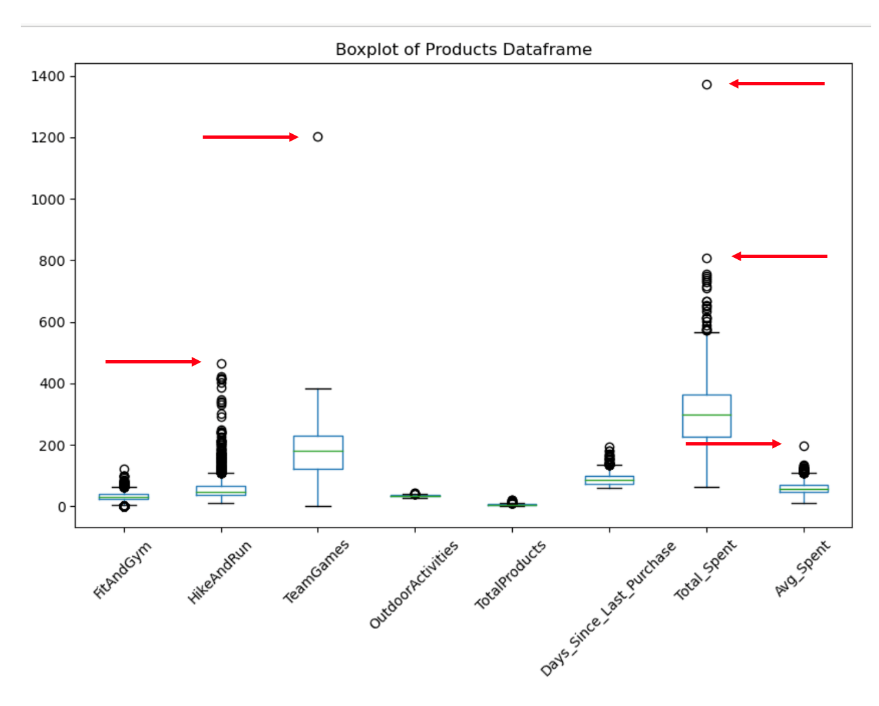 Boxplot of Products Dataframe
1400
1200
1000
800
600
400
200
0
FitAndGym
HikeAndRun
TeamGames
OutdoorActivities
TotalProducts
Days_Since_Last_Purchase
Total_Spent
Avg_Spent